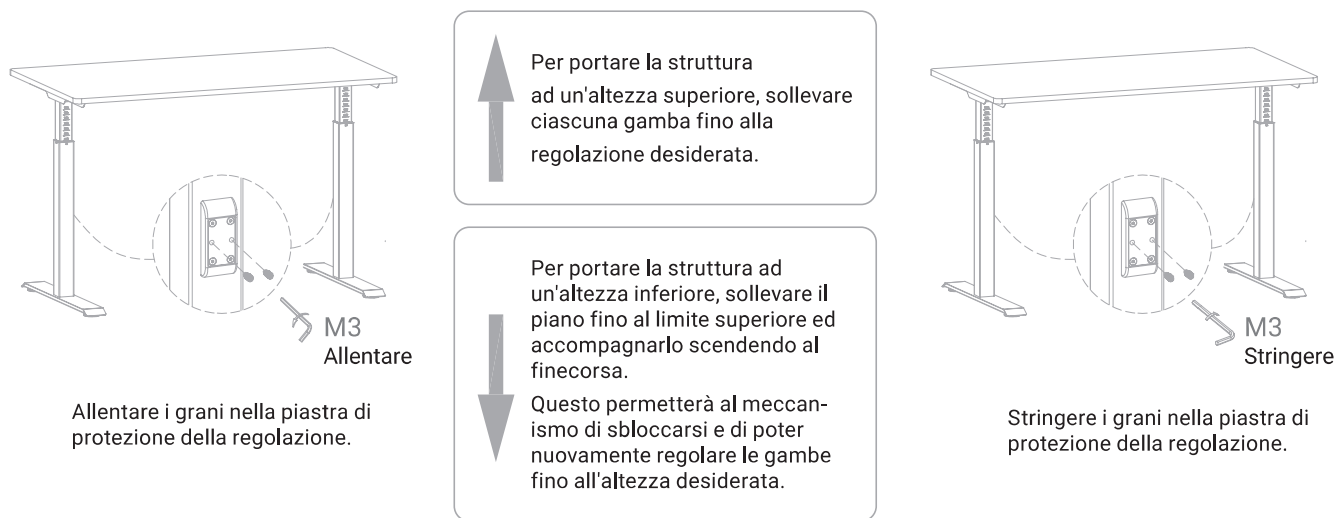 M3
Allentare
Allentare i grani nella piastra di
protezione della regolazione.
Per portare la struttura
ad un'altezza superiore, sollevare
ciascuna gamba fino alla
regolazione desiderata.
Per portare la struttura ad
un'altezza inferiore, sollevare il
piano fino al limite superiore ed
accompagnarlo scendendo al
finecorsa.
Questo permetterà al meccan-
ismo di sbloccarsi e di poter
nuovamente regolare le gambe
fino all'altezza desiderata.
M3
Stringere
Stringere i grani nella piastra di
protezione della regolazione.